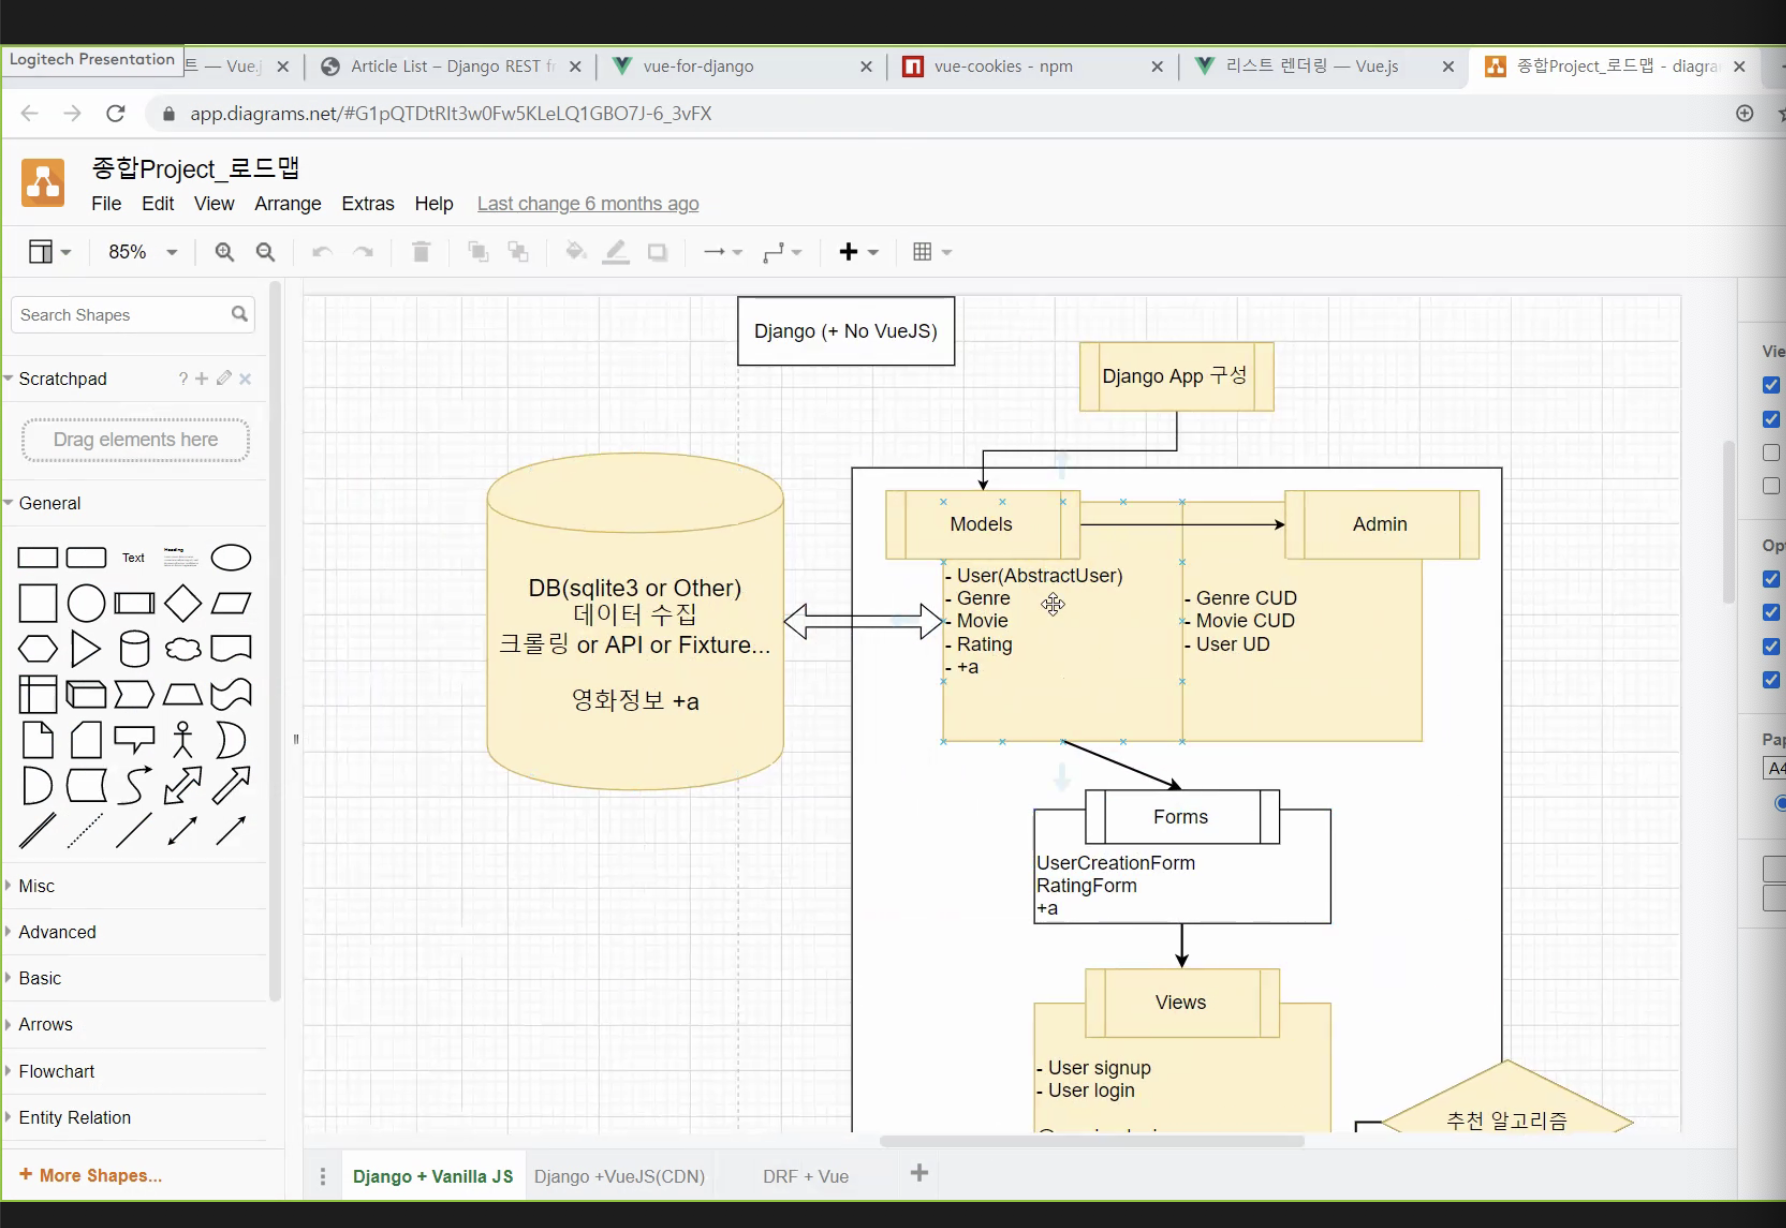 Logitech Presentation
트 — Vue.j
Article List – Django REST fr
vue-for-django
vue-cookies - npm
리스트 렌더링 — Vue.js
종합Project_로드맵 - diagra
app.diagrams.net/#G1pQTDtRIt3w0Fw5KLeLQ1GBO7J-6_3vFX
종합Project_로드맵
File Edit View Arrange Extras Help Last change 6 months ago
85%
Search Shapes
Scratchpad
?
Drag elements here
General
Text
Heading
Misc
Advanced
Basic
Arrows
Flowchart
Entity Relation
+ More Shapes...
Django (+ No VueJS)
Django App 구성
DB(sqlite3 or Other)
데이터 수집
크롤링 or API or Fixture...
영화정보 +a
Models
- User(AbstractUser)
- Genre
- Movie
- Rating
- +a
Admin
- Genre CUD
- Movie CUD
- User UD
Forms
UserCreationForm
RatingForm
+a
Views
- User signup
- User login
추천 알고리즘
Vie
Opt
Pap
A4
Django + Vanilla JS
Django +VueJS(CDN)
DRF + Vue